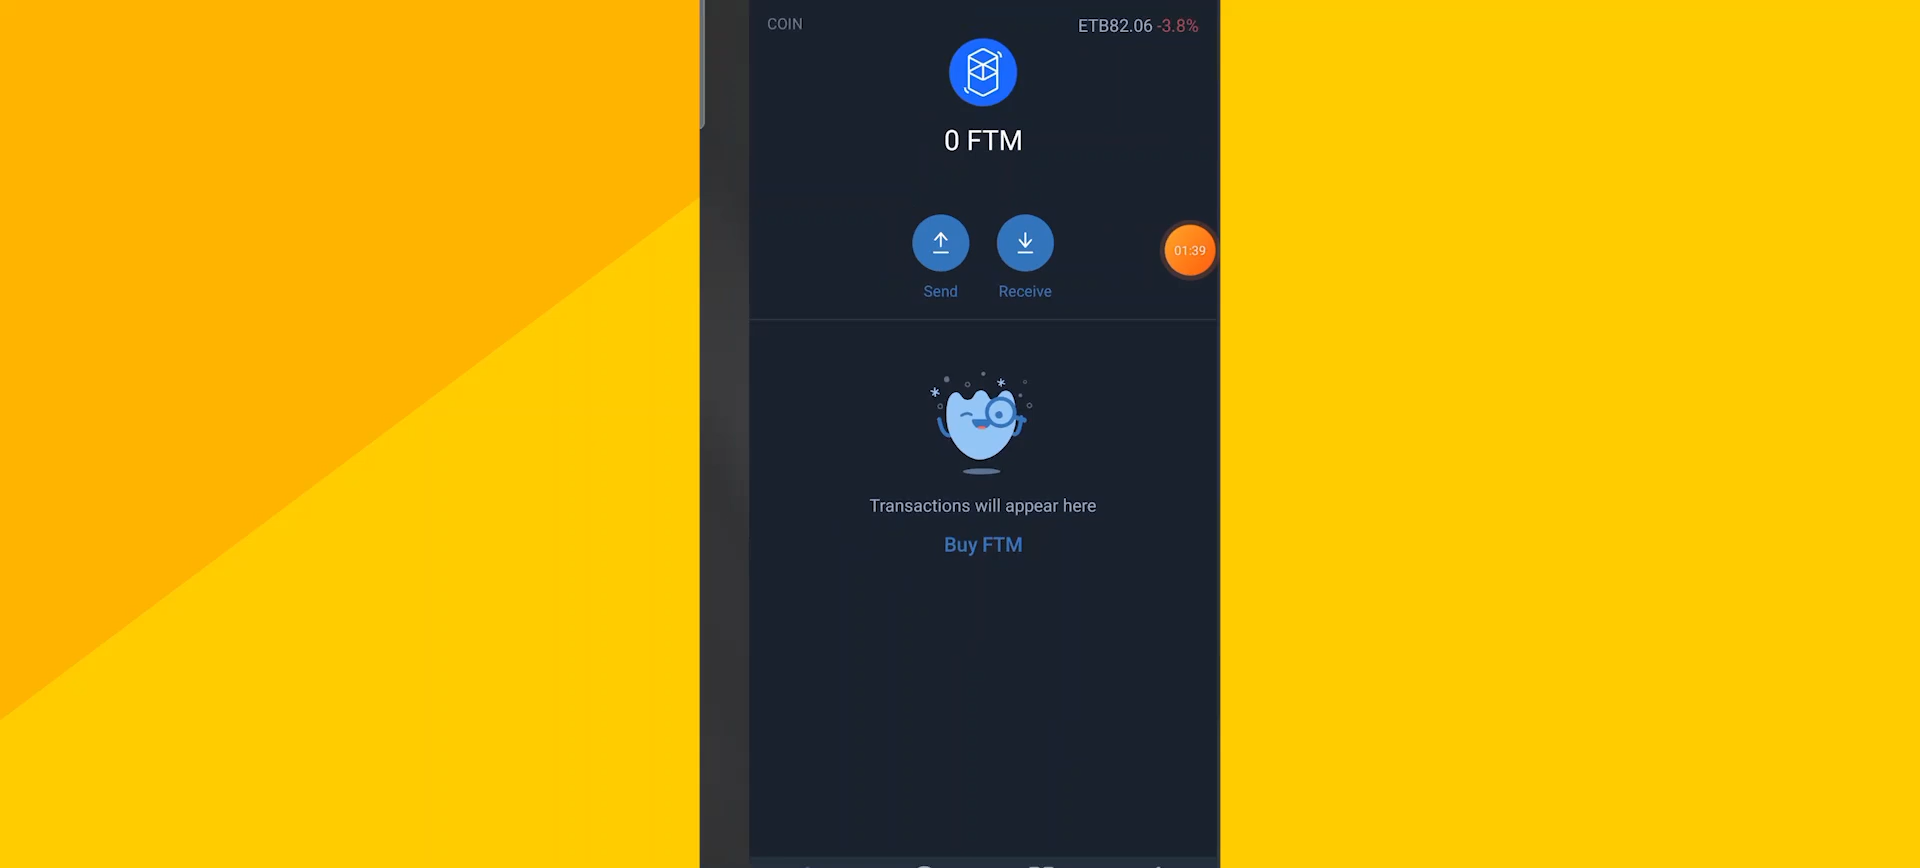 COIN
ETB82.06 -3.8%
0 FTM
01:39
Send
Receive
Transactions will appear here
Buy FTM